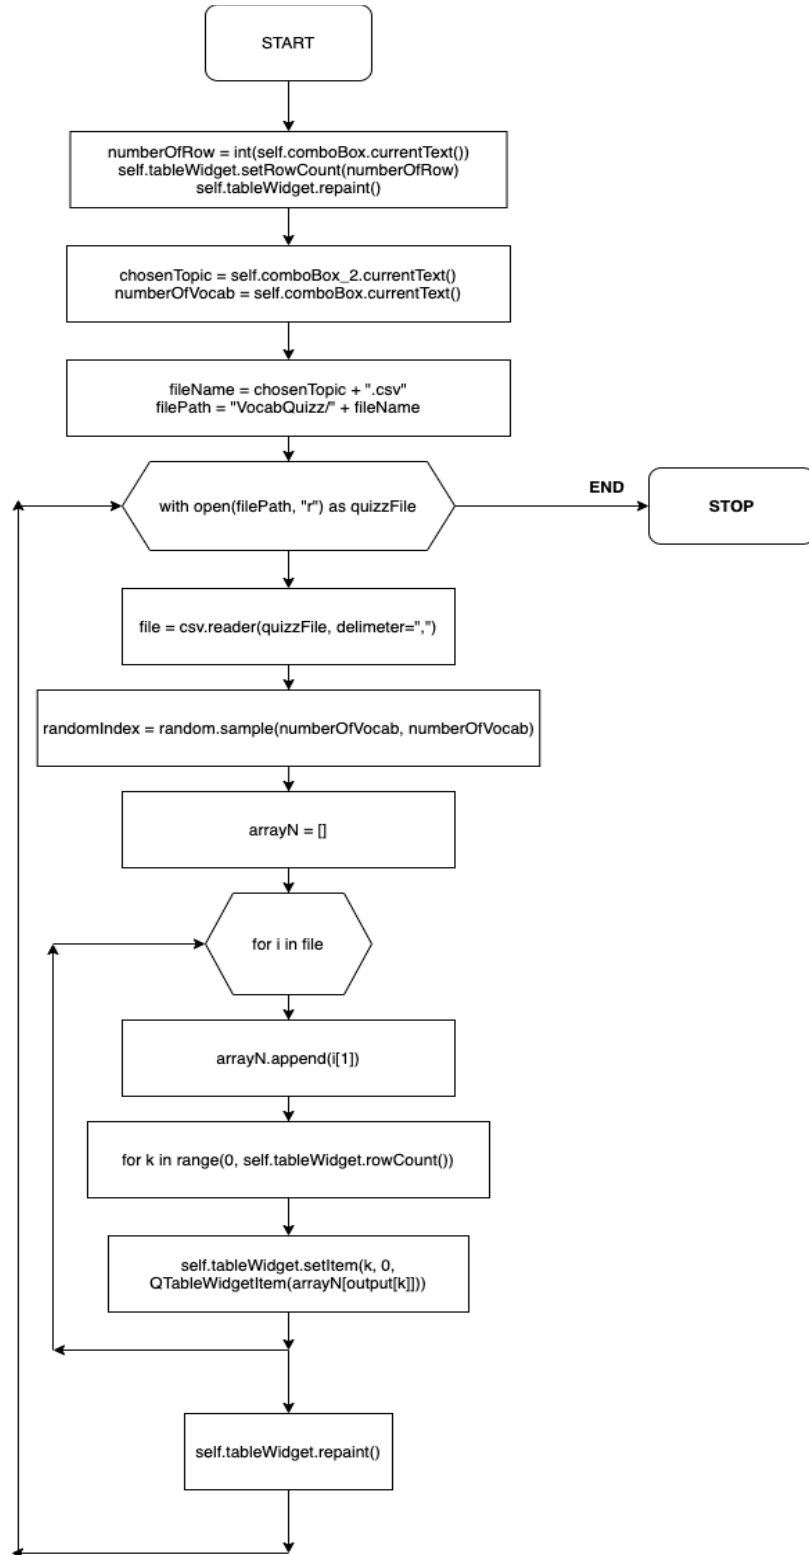 START
numberOfRow = int(self.comboBox.currentText())
self.tableWidget.setRowCount(numberOfRow)
self.tableWidget.repaint()
chosenTopic = self.comboBox_2.currentText()
numberOfVocab = self.comboBox.currentText()
fileName = chosenTopic + ".csv"
filePath = "VocabQuizz/" + fileName
with open(filePath, "r") as quizzFile
END
STOP
file = csv.reader(quizzFile, delimeter=",")
randomIndex = random.sample(numberOfVocab, numberOfVocab)
arrayN = []
for i in file
arrayN.append(i[1])
for k in range(0, self.tableWidget.rowCount())
self.tableWidget.setItem(k, 0,
QTableWidgetItem(arrayN[output[k]]))
self.tableWidget.repaint()